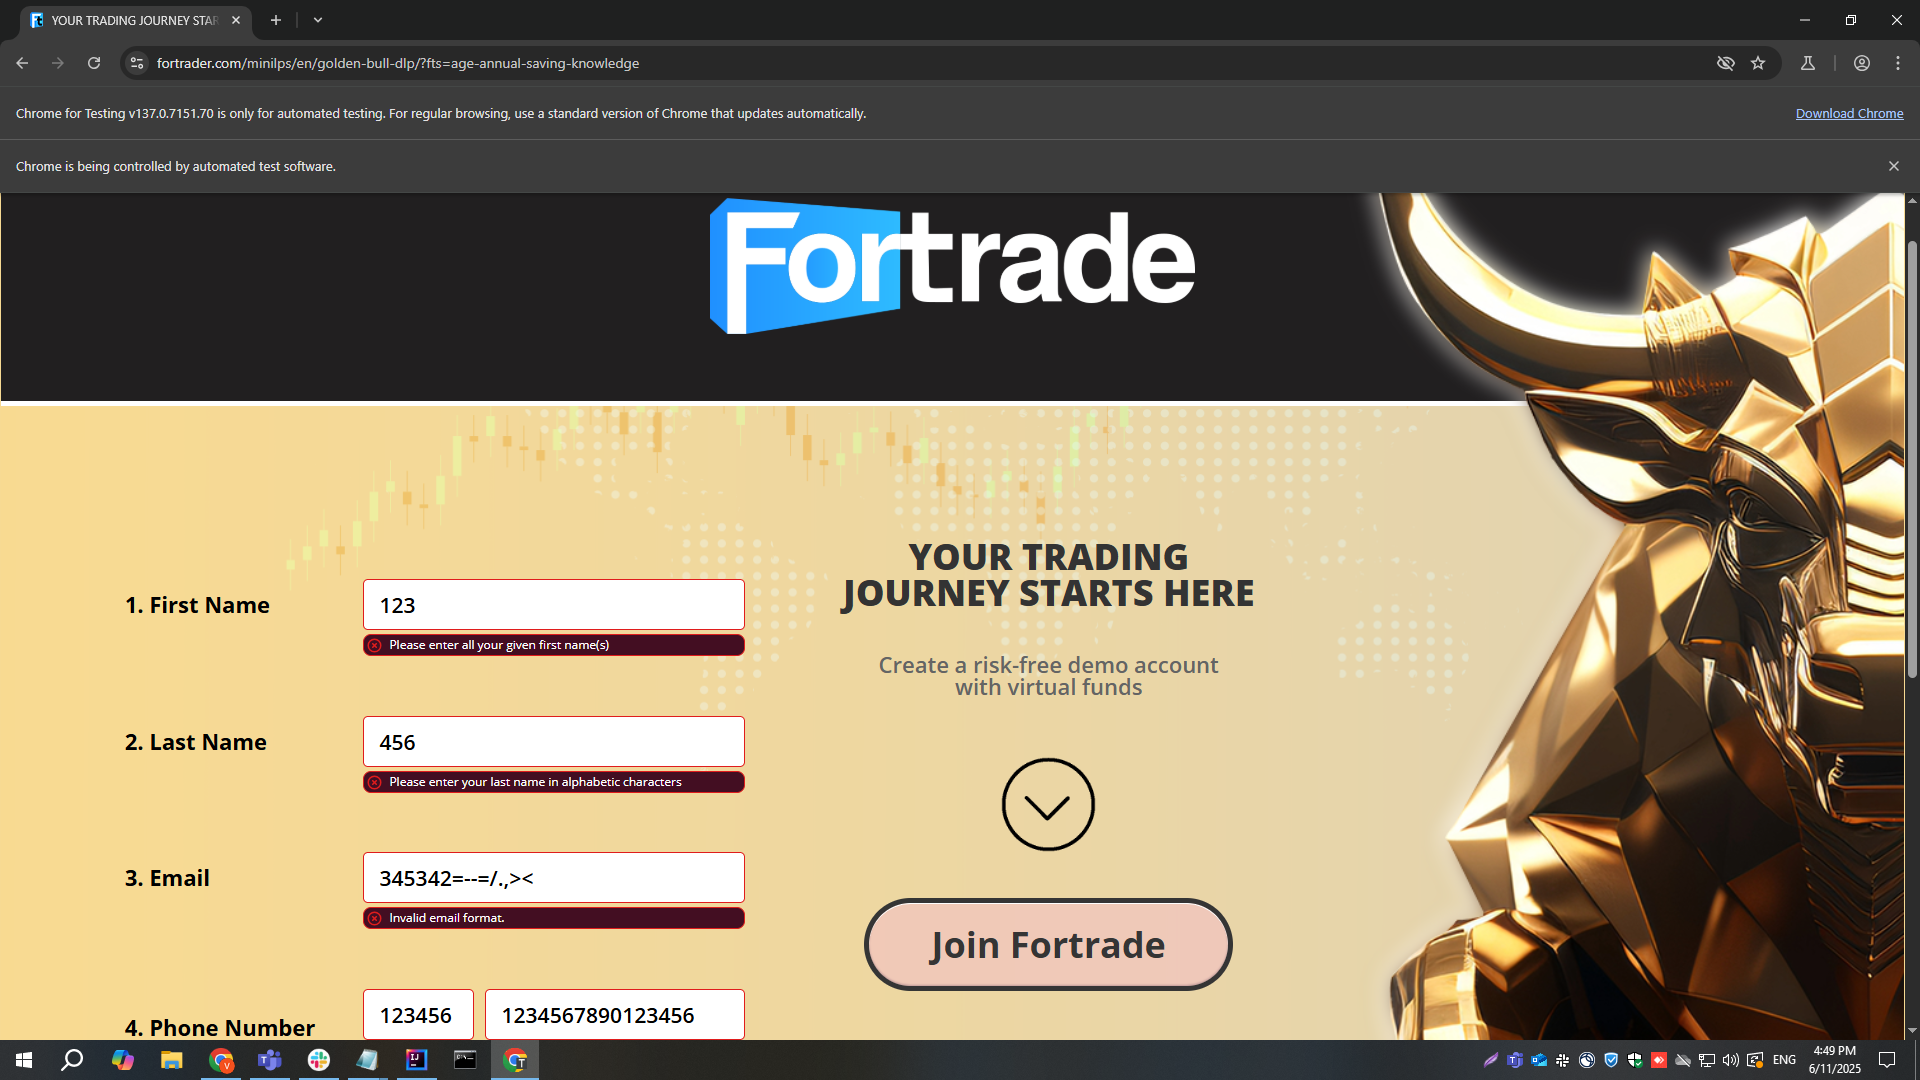 YOUR TRADING JOURNEY STAR
fortrader.com/minilps/en/golden-bull-dlp/?fts=age-annual-saving-knowledge
Chrome for Testing v137.0.7151.70 is only for automated testing. For regular browsing, use a standard version of Chrome that updates automatically.
Download Chrome
Chrome is being controlled by automated test software.
Fortrade
YOUR TRADING
JOURNEY STARTS HERE
Create a risk-free demo account
with virtual funds
Join Fortrade
1. First Name
123
Please enter all your given first name(s)
2. Last Name
456
Please enter your last name in alphabetic characters
3. Email
345342=--=/.,><
Invalid email format.
4. Phone Number
123456
1234567890123456
ENG
4:49 PM
6/11/2025